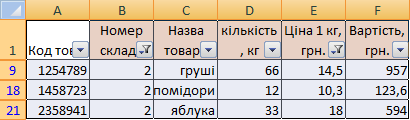 A B C D E F
1 Код тов Номер склад Назва товар кількість, кг Ціна 1 кг, грн. Вартість, грн.
9 1254789 2 груші 66 14,5 957
18 1458723 2 помідори 12 10,3 123,6
21 2358941 2 яблука 33 18 594